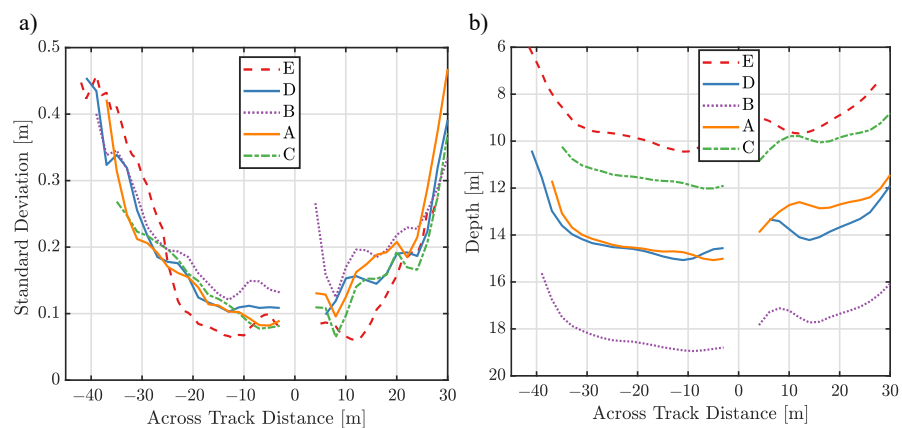 a)
0.5
0.4
0.3
0.2
0.1
0
Standard Deviation [m]
E
D
B
A
C
−40 −30 −20 −10 0 10 20 30
Across Track Distance [m]
b)
6
8
10
12
14
16
18
20
Depth [m]
E
D
B
A
C
−40 −30 −20 −10 0 10 20 30
Across Track Distance [m]